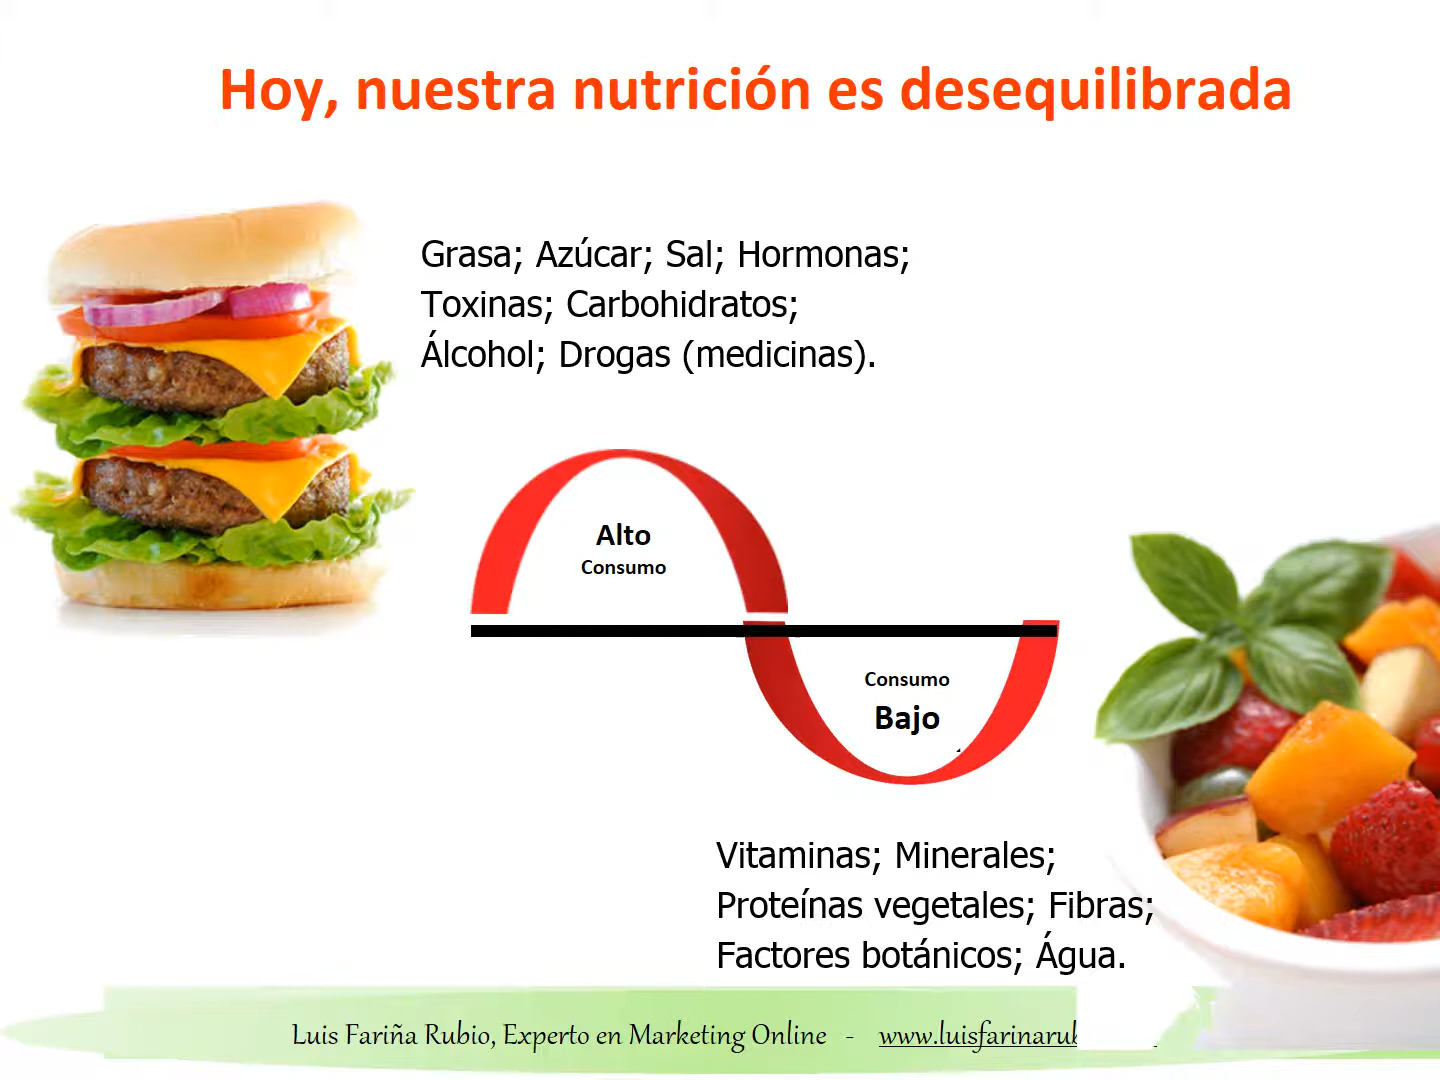 Hoy, nuestra nutrición es desequilibrada
Grasa; Azúcar; Sal; Hormonas;
Toxinas; Carbohidratos;
Álcohol; Drogas (medicinas).
Alto
Consumo
Consumo
Bajo
Vitaminas; Minerales;
Proteínas vegetales; Fibras;
Factores botánicos; Água.
Luis Fariña Rubio, Experto en Marketing Online -